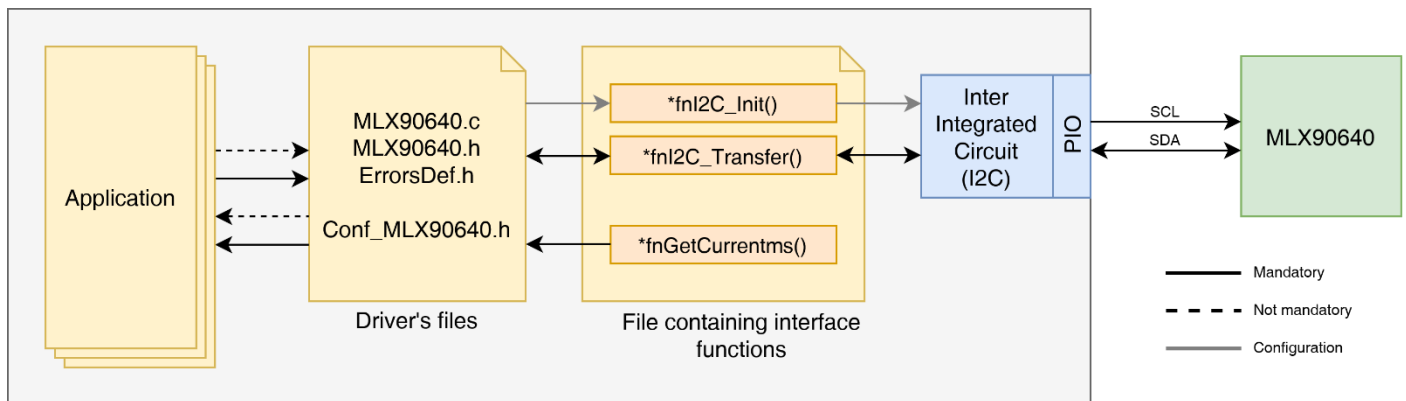 Application
MLX90640.c
MLX90640.h
ErrorsDef.h
Conf_MLX90640.h
Driver's files
*fnI2C_Init()
*fnI2C_Transfer()
*fnGetCurrentms()
File containing interface
functions
Inter
Integrated
Circuit
(I2C)
PIO
SCL
SDA
MLX90640
Mandatory
Not mandatory
Configuration